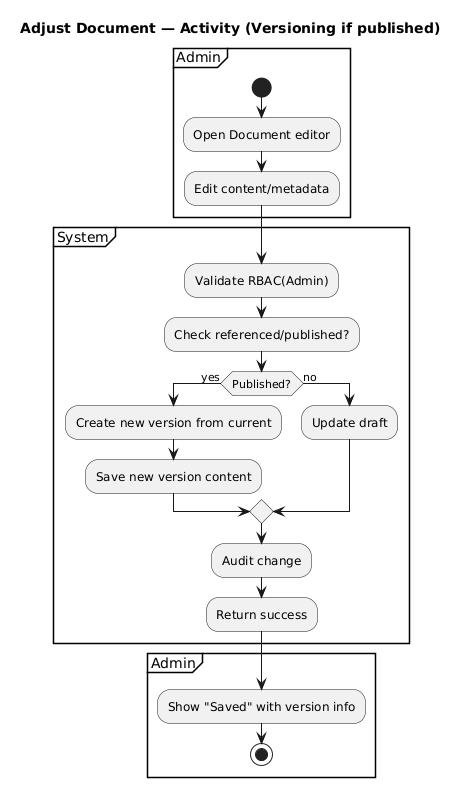 Adjust Document — Activity (Versioning if published)
Admin
Open Document editor
Edit content/metadata
System
Validate RBAC(Admin)
Check referenced/published?
yes
Published?
no
Create new version from current
Update draft
Save new version content
Audit change
Return success
Admin
Show "Saved" with version info